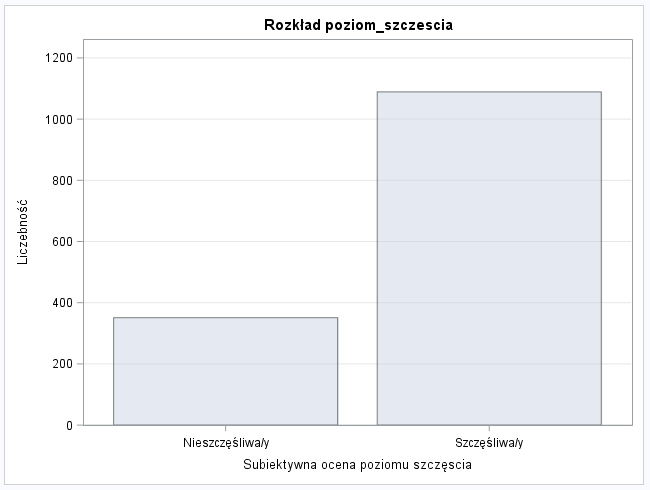 Rozkład poziom_szczescia
1200
1000
800
600
400
200
0
Liczebność
Nieszczęśliwa/y
Szczęśliwa/y
Subiektywna ocena poziomu szczęscia